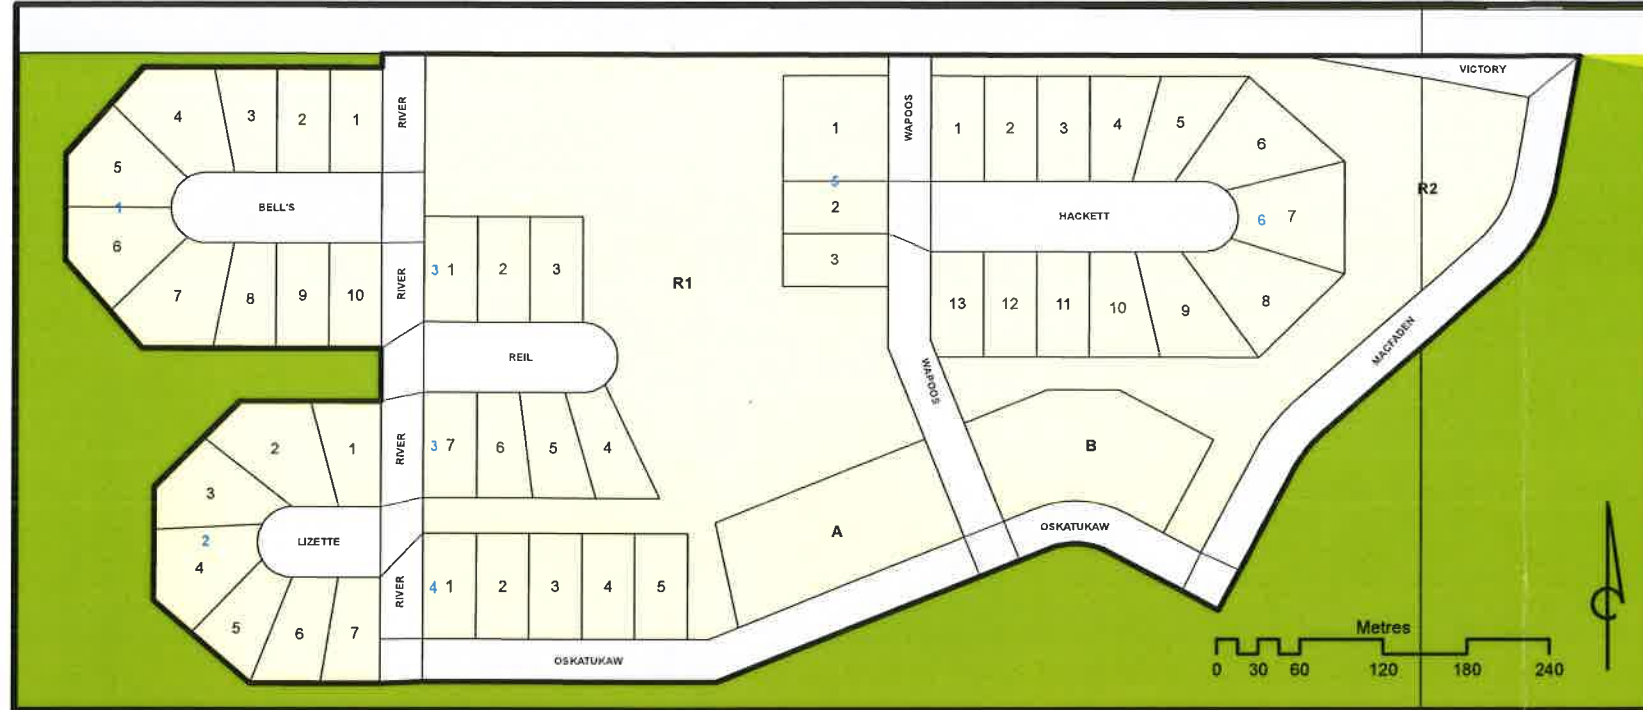 VICTORY
RIVER
WAPOOS
4
3
2
1
1
1
2
3
4
5
6
5
1
6
BELL'S
5
2
3
HACKETT
6
7
R2
7
8
9
10
RIVER
3 1
2
3
R1
13
12
11
10
9
8
REIL
MACFADEN
WAPOOS
2
1
RIVER
3 7
6
5
4
B
3
2
4
LIZETTE
A
OSKATUKAW
5
6
7
RIVER
4 1
2
3
4
5
OSKATUKAW
Metres
0 30 60 120 180 240